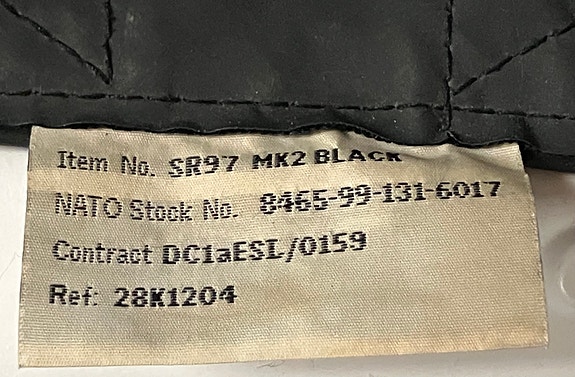 Item No. SR97 MK2 BLACK
NATO Stock No. 8465-99-131-6017
Contract DC1aESL/0159
Ref: 28K1204